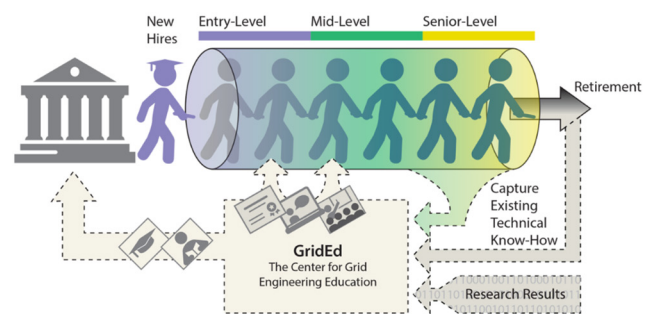 New
Hires
Entry-Level
Mid-Level
Senior-Level
Retirement
Capture
Existing
Technical
Know-How
GridEd
The Center for Grid
Engineering Education
Research Results